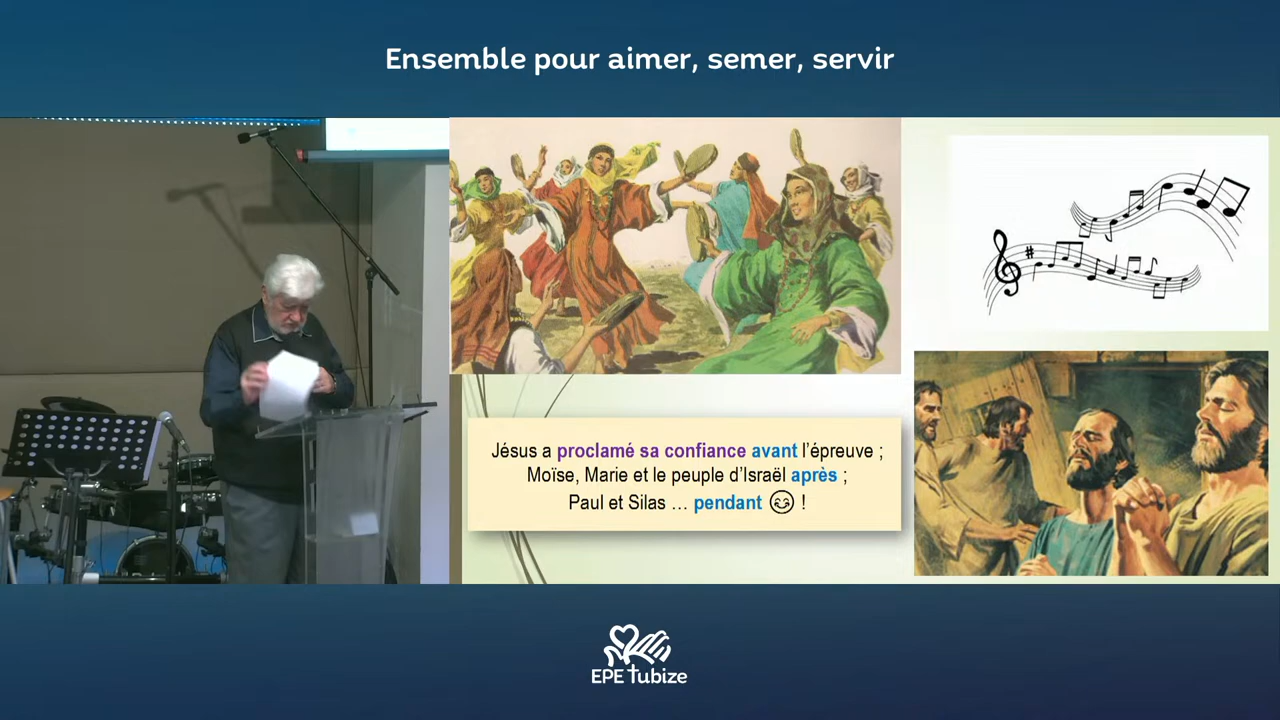 Ensemble pour aimer, semer, servir
Jésus a proclamé sa confiance avant l'épreuve ;
Moïse, Marie et le peuple d'Israël après ;
Paul et Silas … pendant 😊 !
EPE Tubize